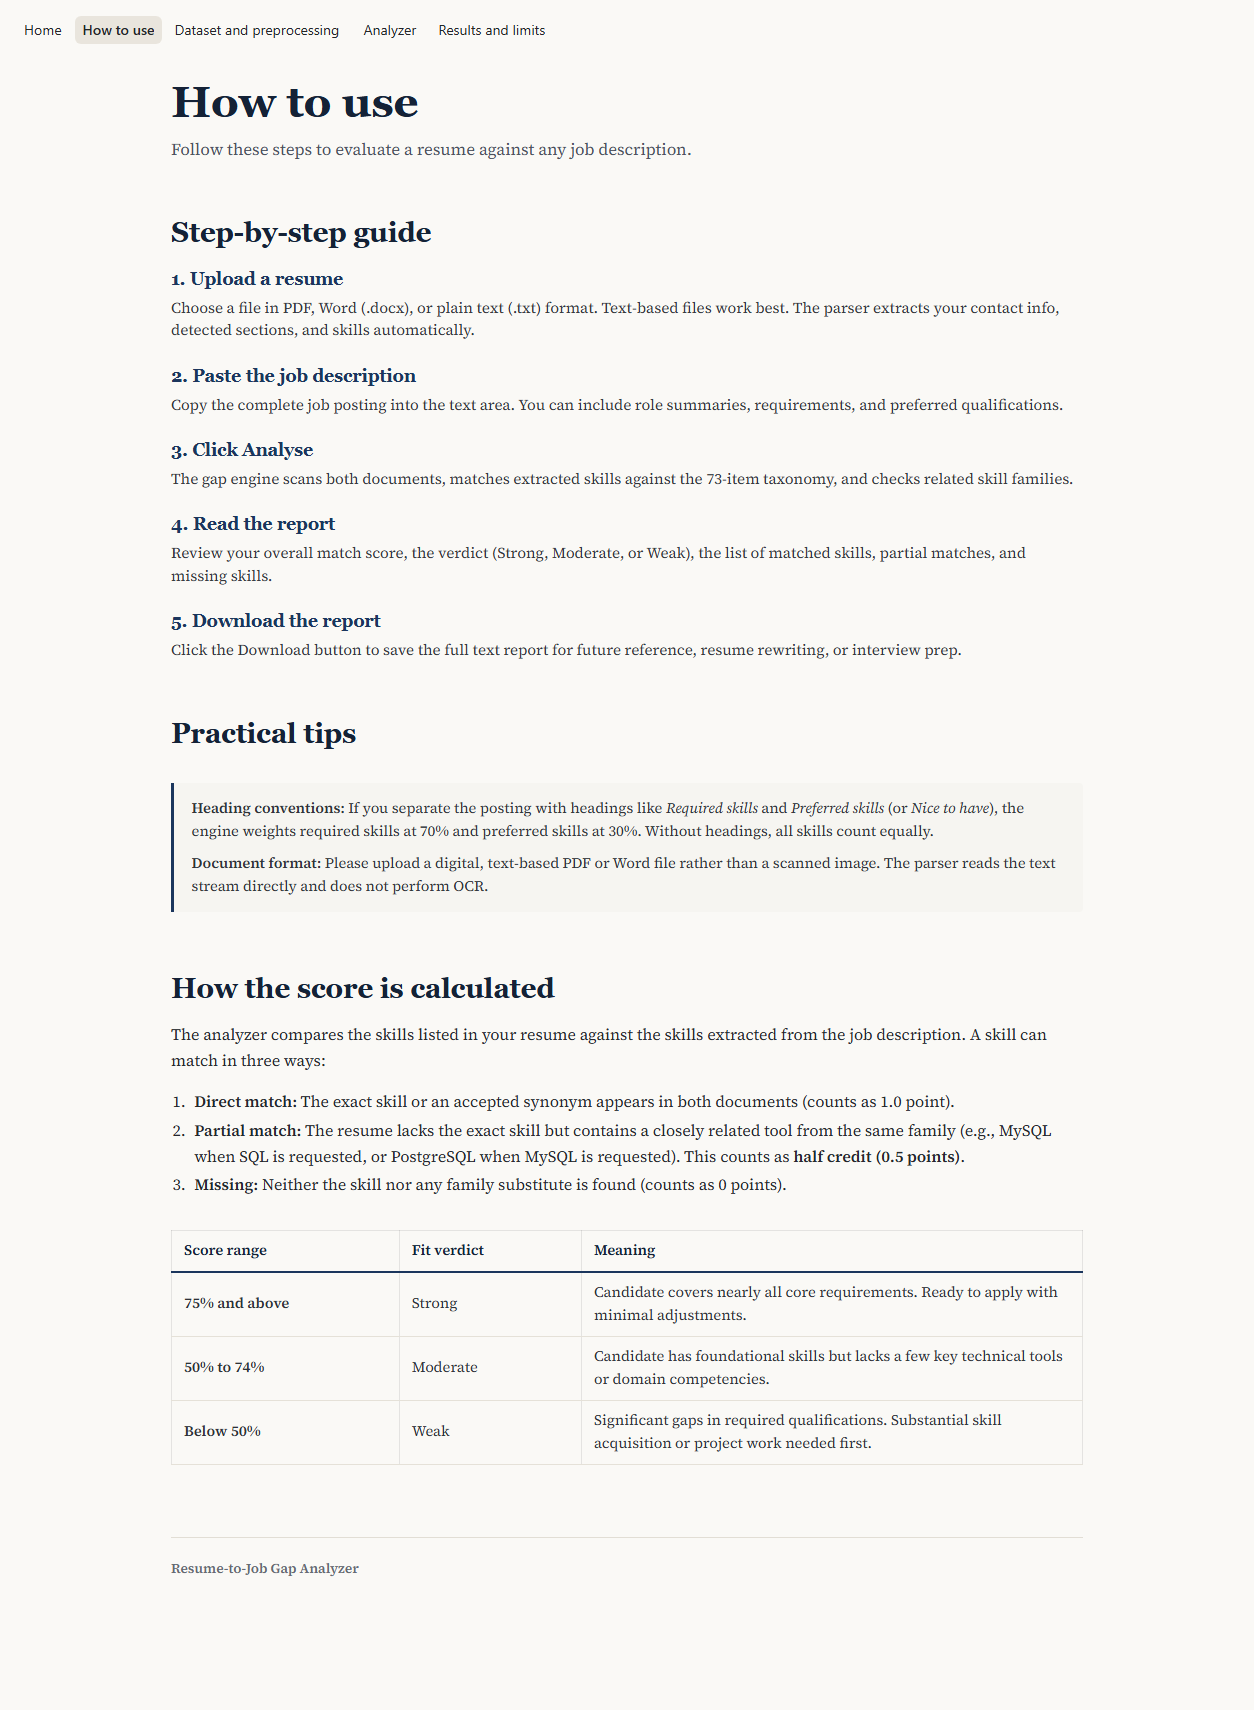 Home
How to use
Dataset and preprocessing
Analyzer
Results and limits
How to use
Follow these steps to evaluate a resume against any job description.
Step-by-step guide
1. Upload a resume
Choose a file in PDF, Word (.docx), or plain text (.txt) format. Text-based files work best. The parser extracts your contact info,
detected sections, and skills automatically.
2. Paste the job description
Copy the complete job posting into the text area. You can include role summaries, requirements, and preferred qualifications.
3. Click Analyse
The gap engine scans both documents, matches extracted skills against the 73-item taxonomy, and checks related skill families.
4. Read the report
Review your overall match score, the verdict (Strong, Moderate, or Weak), the list of matched skills, partial matches, and
missing skills.
5. Download the report
Click the Download button to save the full text report for future reference, resume rewriting, or interview prep.
Practical tips
Heading conventions: If you separate the posting with headings like Required skills and Preferred skills (or Nice to have), the
engine weights required skills at 70% and preferred skills at 30%. Without headings, all skills count equally.
Document format: Please upload a digital, text-based PDF or Word file rather than a scanned image. The parser reads the text
stream directly and does not perform OCR.
How the score is calculated
The analyzer compares the skills listed in your resume against the skills extracted from the job description. A skill can
match in three ways:
1. Direct match: The exact skill or an accepted synonym appears in both documents (counts as 1.0 point).
2. Partial match: The resume lacks the exact skill but contains a closely related tool from the same family (e.g., MySQL
when SQL is requested, or PostgreSQL when MySQL is requested). This counts as half credit (0.5 points).
3. Missing: Neither the skill nor any family substitute is found (counts as 0 points).
Score range
Fit verdict
Meaning
75% and above
Strong
Candidate covers nearly all core requirements. Ready to apply with
minimal adjustments.
50% to 74%
Moderate
Candidate has foundational skills but lacks a few key technical tools
or domain competencies.
Below 50%
Weak
Significant gaps in required qualifications. Substantial skill
acquisition or project work needed first.
Resume-to-Job Gap Analyzer